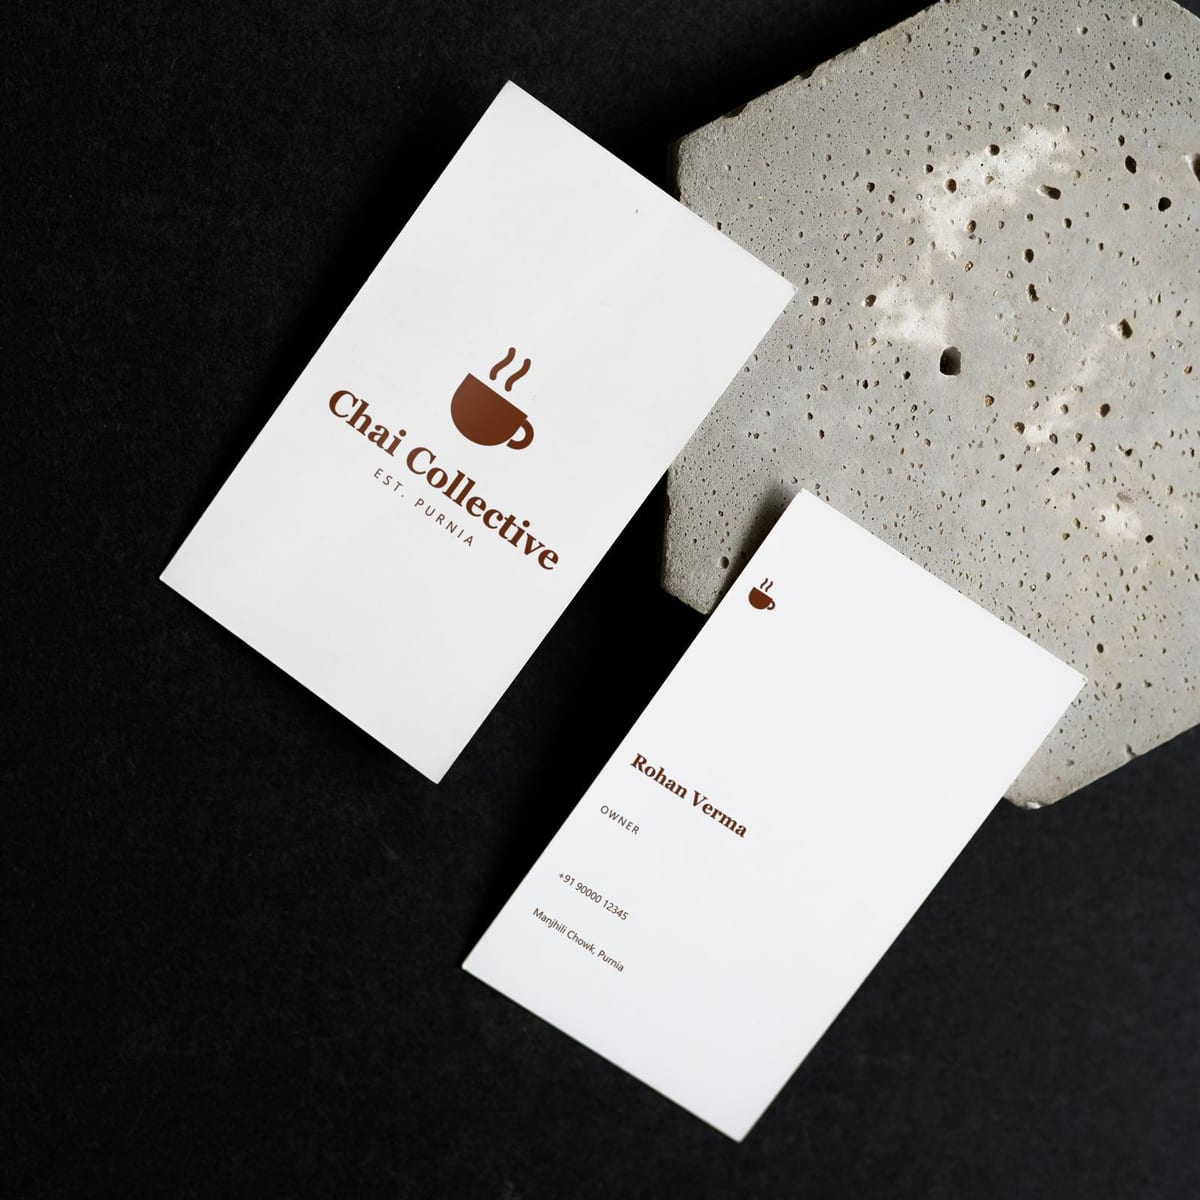 Chai Collective
EST. PURNIA
Rohan Verma
OWNER
+91 90000 12345
Manjhili Chowk, Purnia